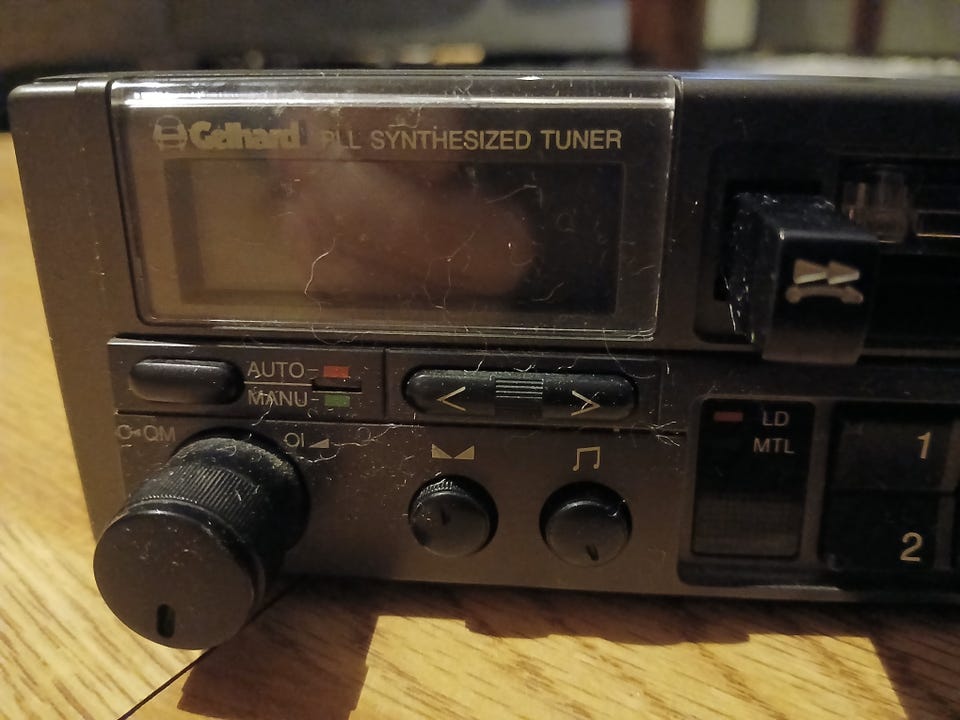 Gelhard PLL SYNTHESIZED TUNER
AUTO
MANU
< >
LD
MTL
1
2